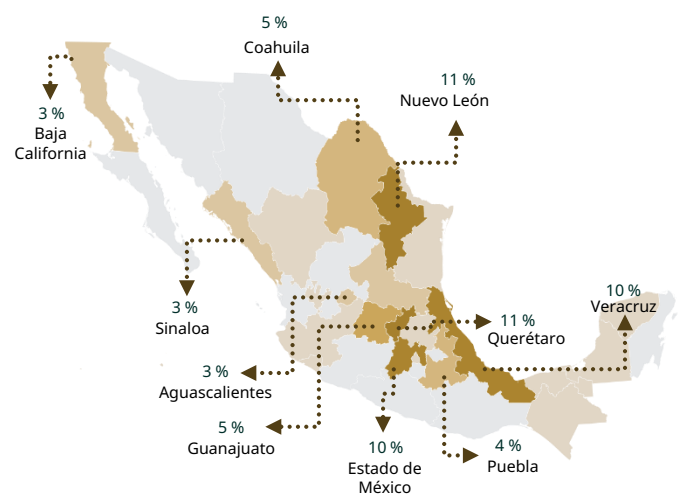 5 %
Coahuila
11 %
Nuevo León
3 %
Baja
California
10 %
Veracruz
3 %
Sinaloa
11 %
Querétaro
3 %
Aguascalientes
5 %
Guanajuato
10 %
Estado de
México
4 %
Puebla